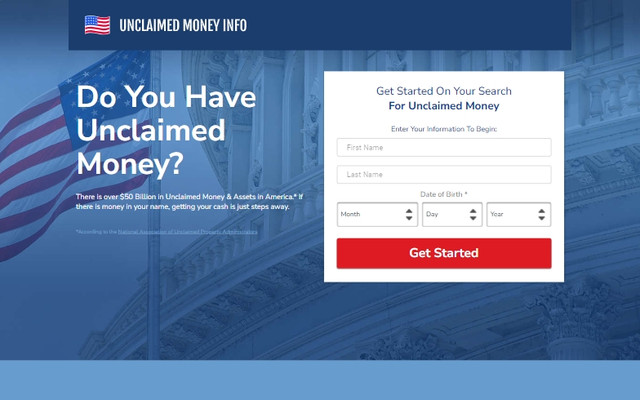 UNCLAIMED MONEY INFO
Do You Have
Unclaimed
Money?
There is over $50 Billion in Unclaimed Money & Assets in America.* If
there is money in your name, getting your cash is just steps away.
*According to the National Association of Unclaimed Property Administrators
Get Started On Your Search
For Unclaimed Money
Enter Your Information To Begin:
First Name
Last Name
Date of Birth *
Month Day Year
Get Started